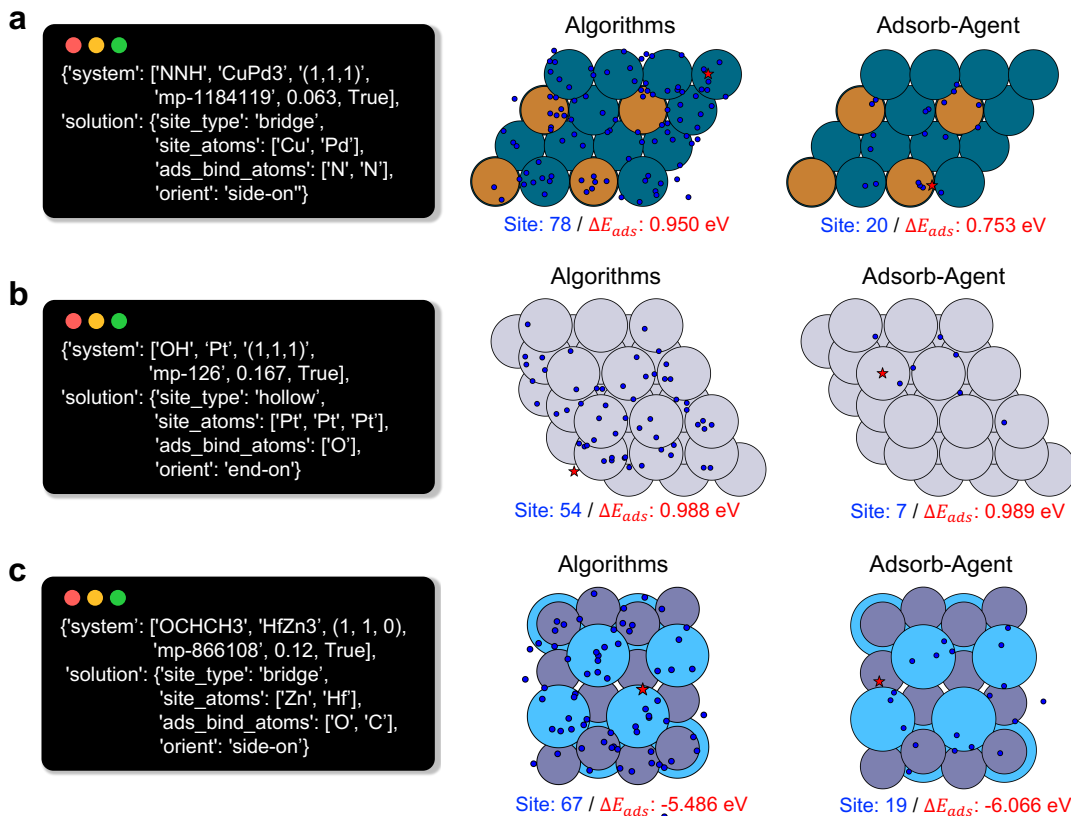 a
{'system': ['NNH', 'CuPd3', '(1,1,1)',
'mp-1184119', 0.063, True],
'solution': {'site_type': 'bridge',
'site_atoms': ['Cu', 'Pd'],
'ads_bind_atoms': ['N', 'N'],
'orient': 'side-on"}
Algorithms
Adsorb-Agent
Site: 78 / ΔE_ads: 0.950 eV
Site: 20 / ΔE_ads: 0.753 eV
b
{'system': ['OH', ‘Pt’, '(1,1,1)',
'mp-126', 0.167, True],
'solution': {'site_type': 'hollow',
'site_atoms': ['Pt', 'Pt', 'Pt'],
'ads_bind_atoms': ['O'],
'orient': 'end-on'}
Algorithms
Adsorb-Agent
Site: 54 / ΔE_ads: 0.988 eV
Site: 7 / ΔE_ads: 0.989 eV
c
{'system’: ['OCHCH3', 'HfZn3', (1, 1, 0),
'mp-866108', 0.12, True],
'solution': {'site_type': 'bridge',
'site_atoms': ['Zn', 'Hf'],
'ads_bind_atoms': ['O', 'C'],
'orient': 'side-on’}
Algorithms
Adsorb-Agent
Site: 67 / ΔE_ads: -5.486 eV
Site: 19 / ΔE_ads: -6.066 eV